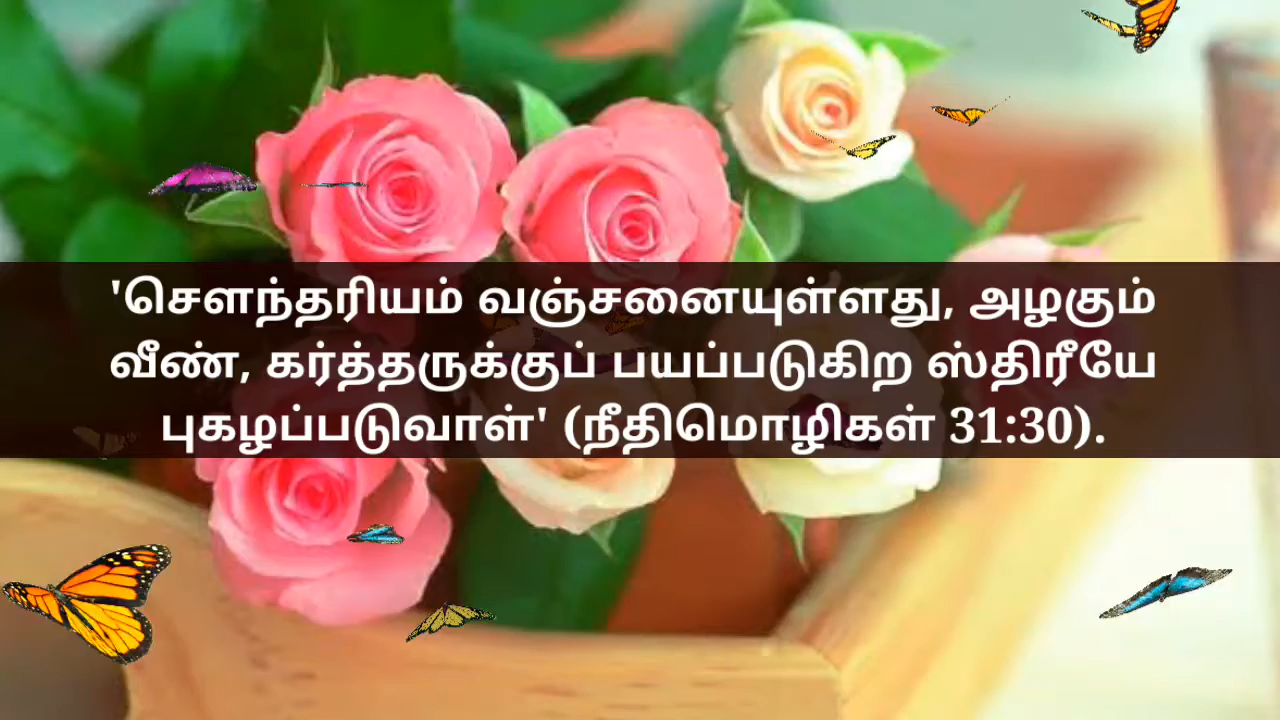 'சௌந்தரியம் வஞ்சனையுள்ளது, அழகும்
வீண், கர்த்தருக்குப் பயப்படுகிற ஸ்திரீயே
புகழப்படுவாள்' (நீதிமொழிகள் 31:30).